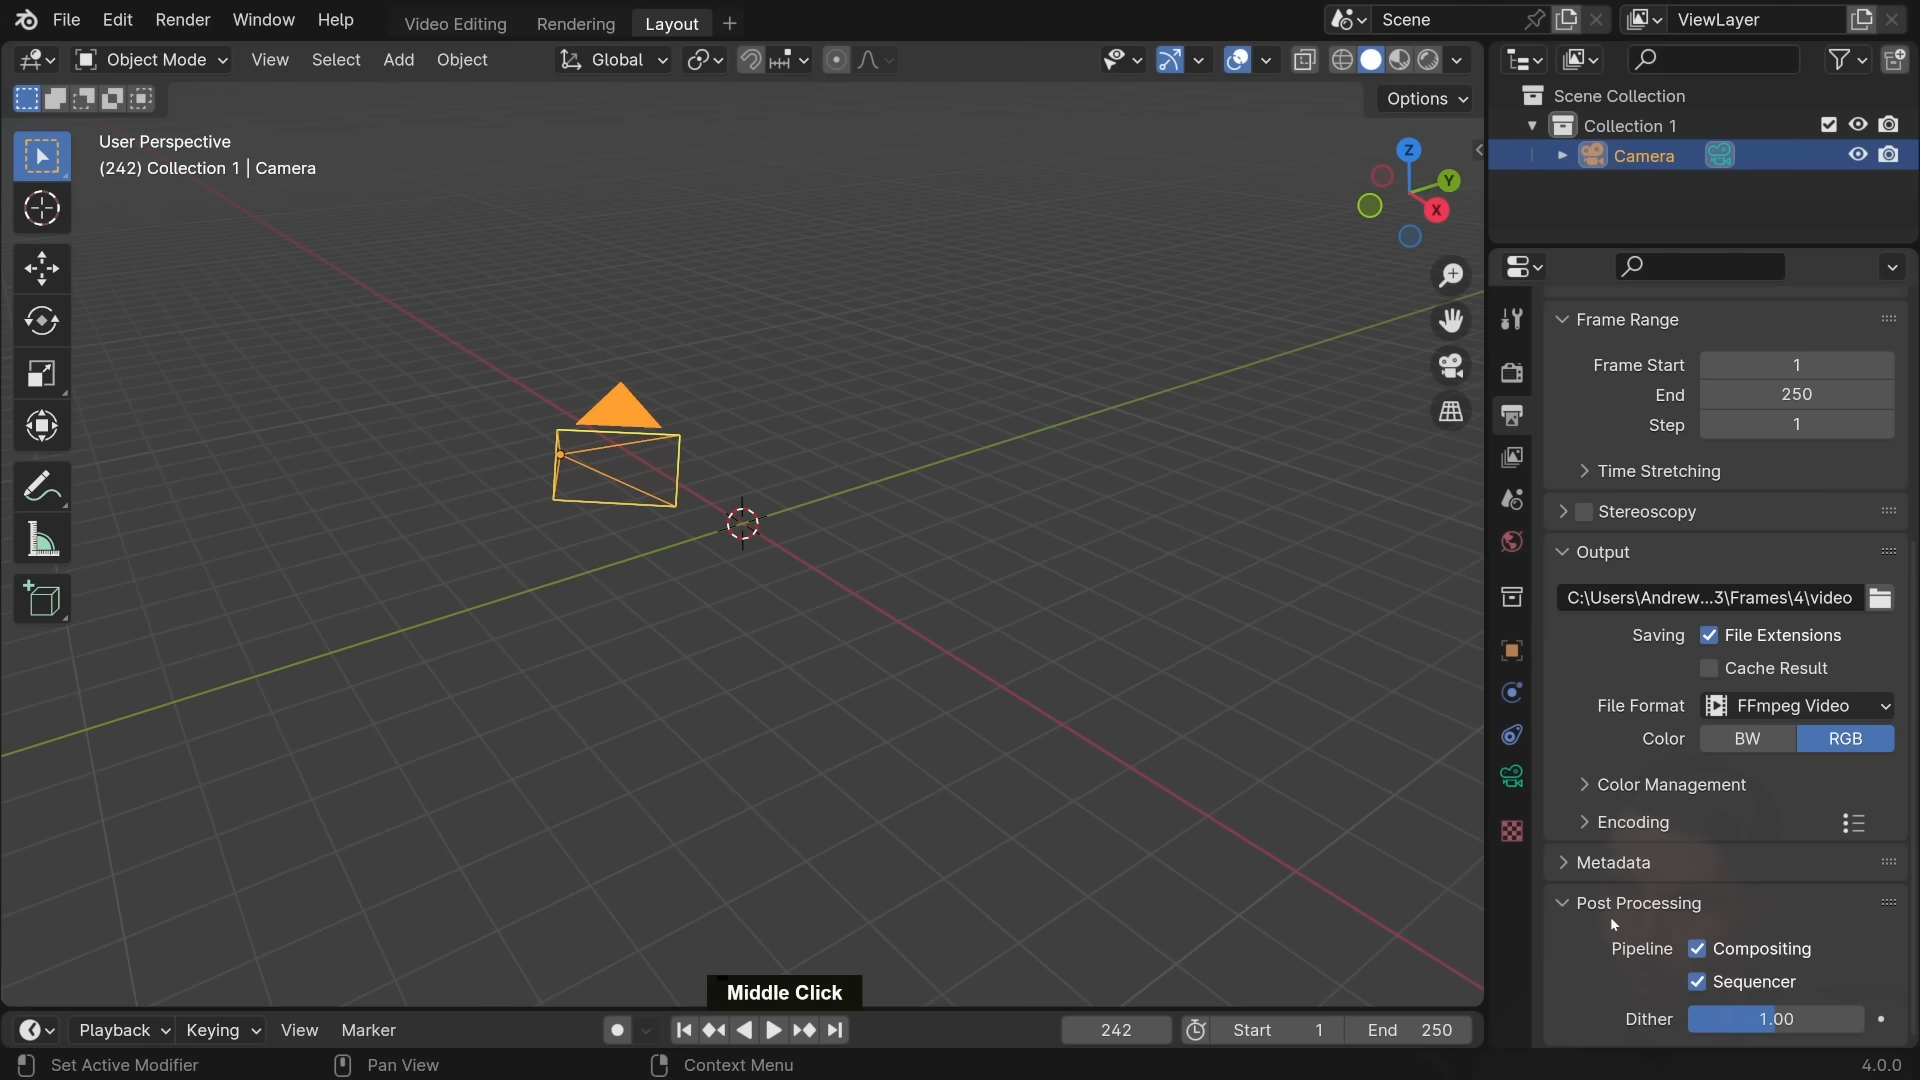 File Edit Render Window Help
Video Editing Rendering Layout
Scene
ViewLayer
Object Mode View Select Add Object
Global
Options
User Perspective
(242) Collection 1 | Camera
Z
Y
X
Scene Collection
Collection 1
Camera
Frame Range
Frame Start 1
End 250
Step 1
Time Stretching
Stereoscopy
Output
C:\Users\Andrew...3\Frames\4\video
Saving File Extensions
Cache Result
File Format FFmpeg Video
Color BW RGB
Color Management
Encoding
Metadata
Post Processing
Pipeline Compositing
Sequencer
Dither 1.00
Middle Click
Playback Keying View Marker
242 Start 1 End 250
Set Active Modifier Pan View Context Menu 4.0.0